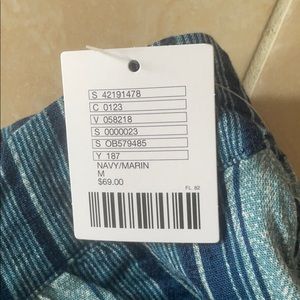 S 42191478
C 0123
V 058218
S 0000023
S OB579485
Y 187
NAVY/MARIN
M
$69.00
FL 82